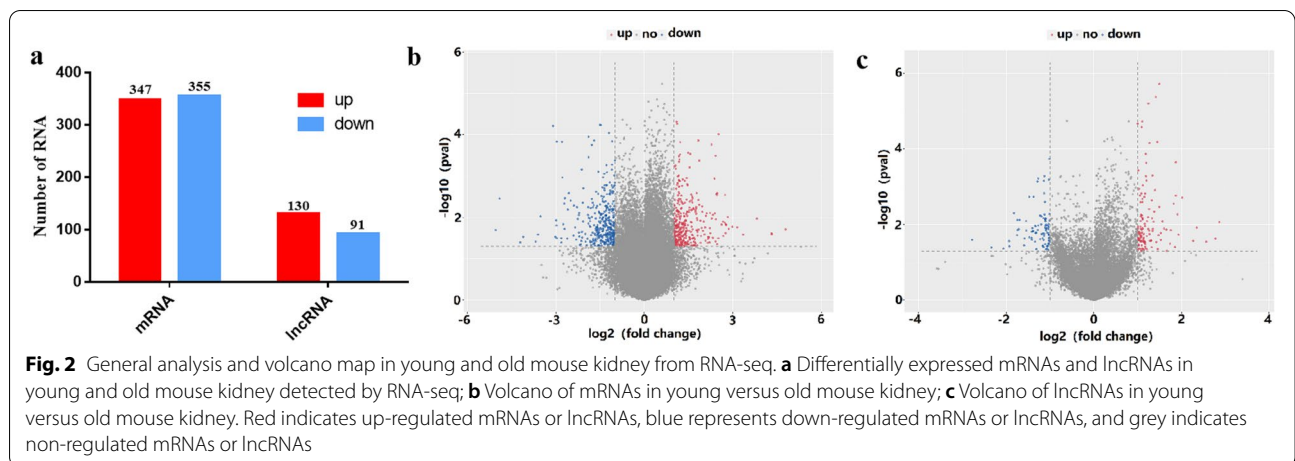 a
400
300
200
100
0
Number of RNA
347
355
130
91
up
down
mRNA
lncRNA
b
up no down
6
4
2
0
-log10 (pval)
-6
-3
0
3
6
log2 (fold change)
c
up no down
6
4
2
0
-log10 (pval)
-4
-2
0
2
4
log2 (fold change)
Fig. 2 General analysis and volcano map in young and old mouse kidney from RNA-seq. a Differentially expressed mRNAs and lncRNAs in
young and old mouse kidney detected by RNA-seq; b Volcano of mRNAs in young versus old mouse kidney; c Volcano of lncRNAs in young
versus old mouse kidney. Red indicates up-regulated mRNAs or lncRNAs, blue represents down-regulated mRNAs or lncRNAs, and grey indicates
non-regulated mRNAs or lncRNAs